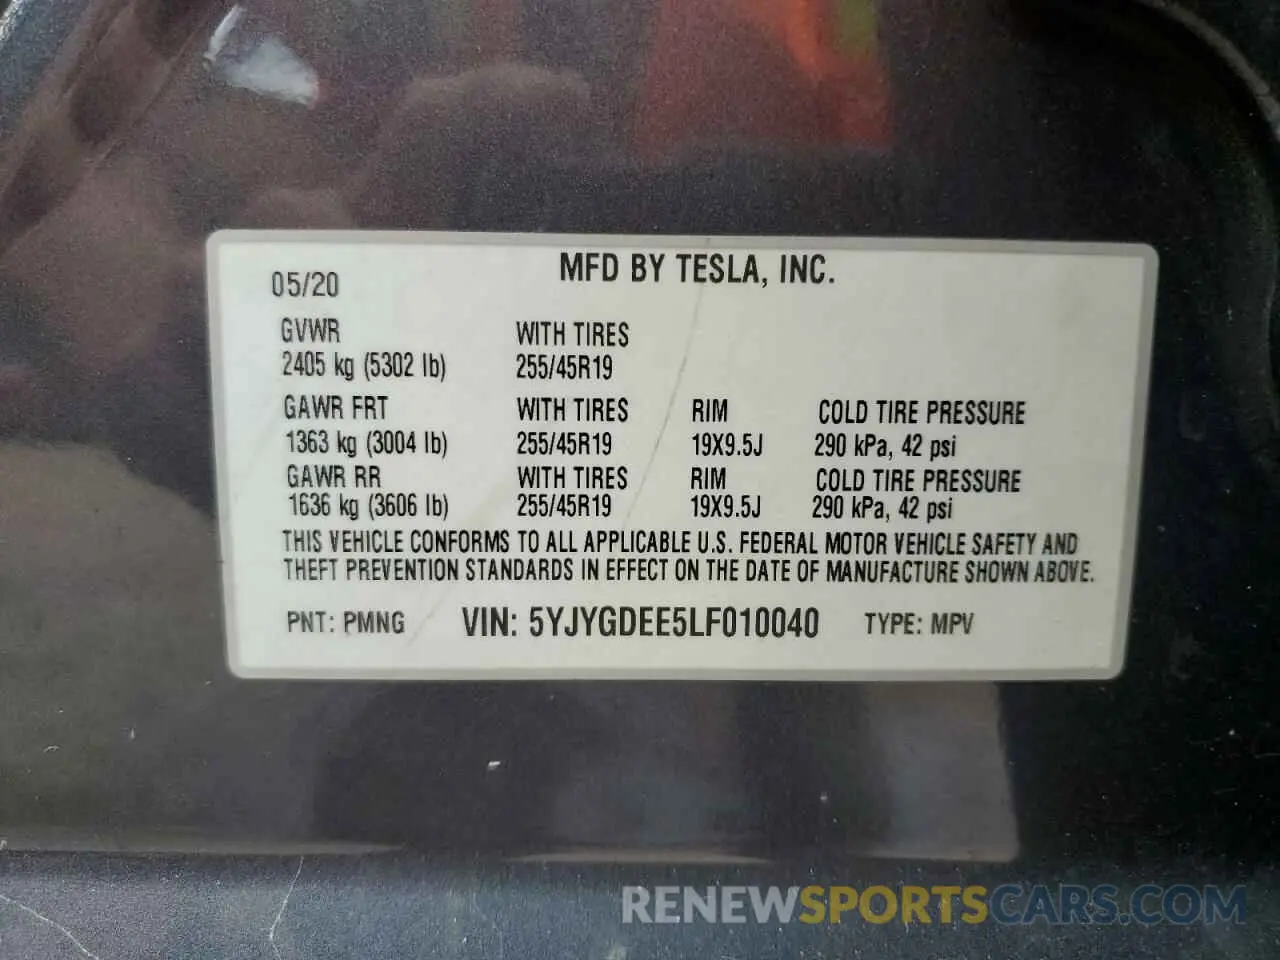 MFD BY TESLA, INC.
05/20
GVWR WITH TIRES
2405 kg (5302 lb) 255/45R19
GAWR FRT WITH TIRES RIM COLD TIRE PRESSURE
1363 kg (3004 lb) 255/45R19 19X9.5J 290 kPa, 42 psi
GAWR RR WITH TIRES RIM COLD TIRE PRESSURE
1636 kg (3606 lb) 255/45R19 19X9.5J 290 kPa, 42 psi
THIS VEHICLE CONFORMS TO ALL APPLICABLE U.S. FEDERAL MOTOR VEHICLE SAFETY AND
THEFT PREVENTION STANDARDS IN EFFECT ON THE DATE OF MANUFACTURE SHOWN ABOVE.
PNT: PMNG VIN: 5YJYGDEE5LF010040 TYPE: MPV
RENEWSPORTSCARS.COM